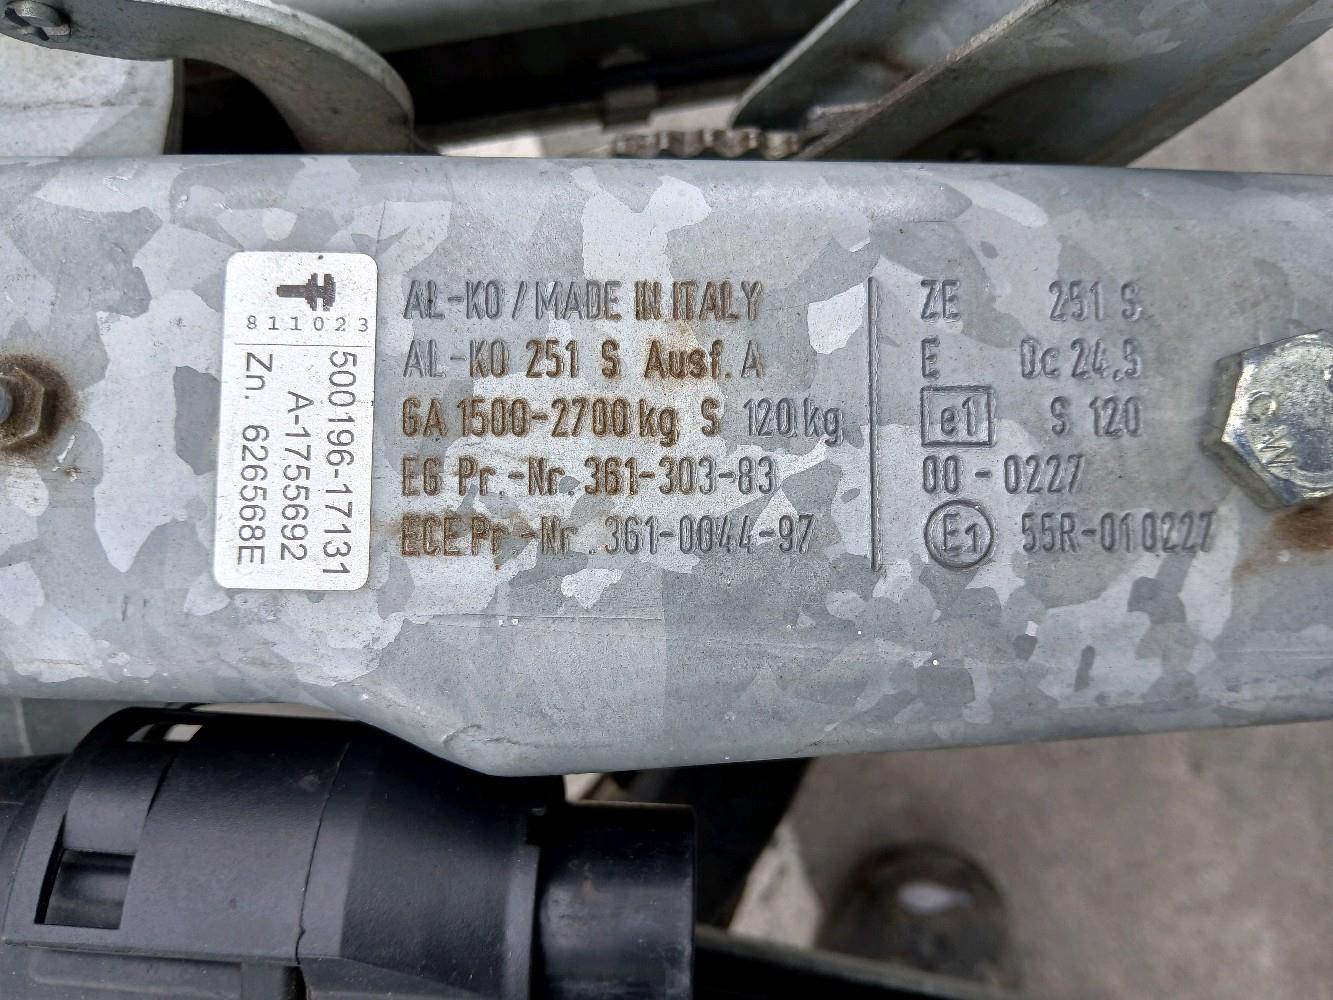 811023
500196-17131
A-1755692
Zn. 626568E
AL-KO / MADE IN ITALY
AL-KO 251 S Ausf. A
GA 1500-2700 kg S 120 kg
EG Pr.-Nr. 361-303-83
ECE Pr.-Nr. 361-0044-97
ZE 251 S
E Dc 24,5
e1 S 120
00-0227
E1 55R-010227